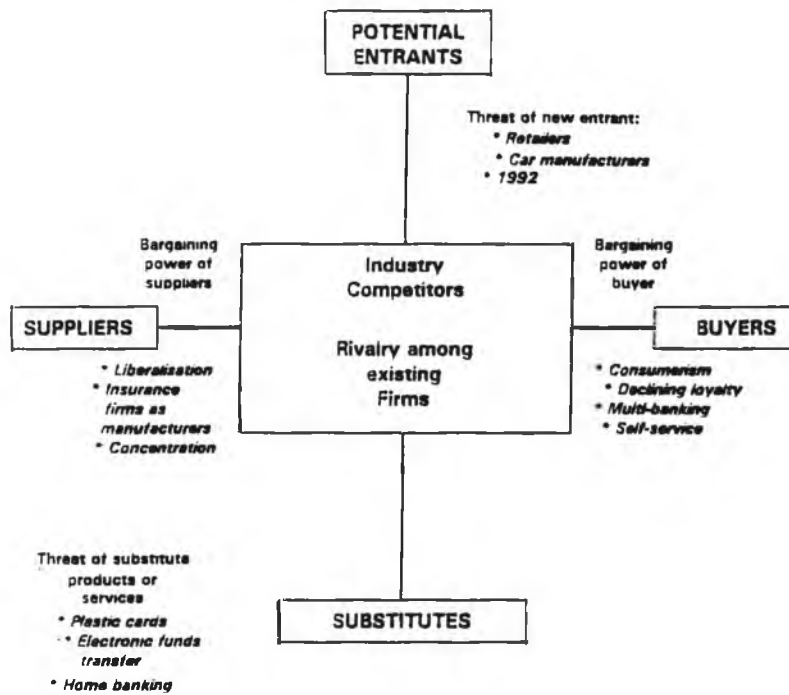 POTENTIAL
ENTRANTS
Threat of new entrant:
* Retailers
* Car manufacturers
* 1992
Bargaining
power of
suppliers
Industry
Competitors
Bargaining
power of
buyer
SUPPLIERS
Rivalry among
existing
Firms
BUYERS
* Liberalisation
* Insurance
firms as
manufacturers
* Concentration
* Consumerism
* Declining loyalty
* Multi-banking
* Self-service
Threat of substitute
products or
services
* Plastic cards
* Electronic funds
transfer
* Home banking
SUBSTITUTES